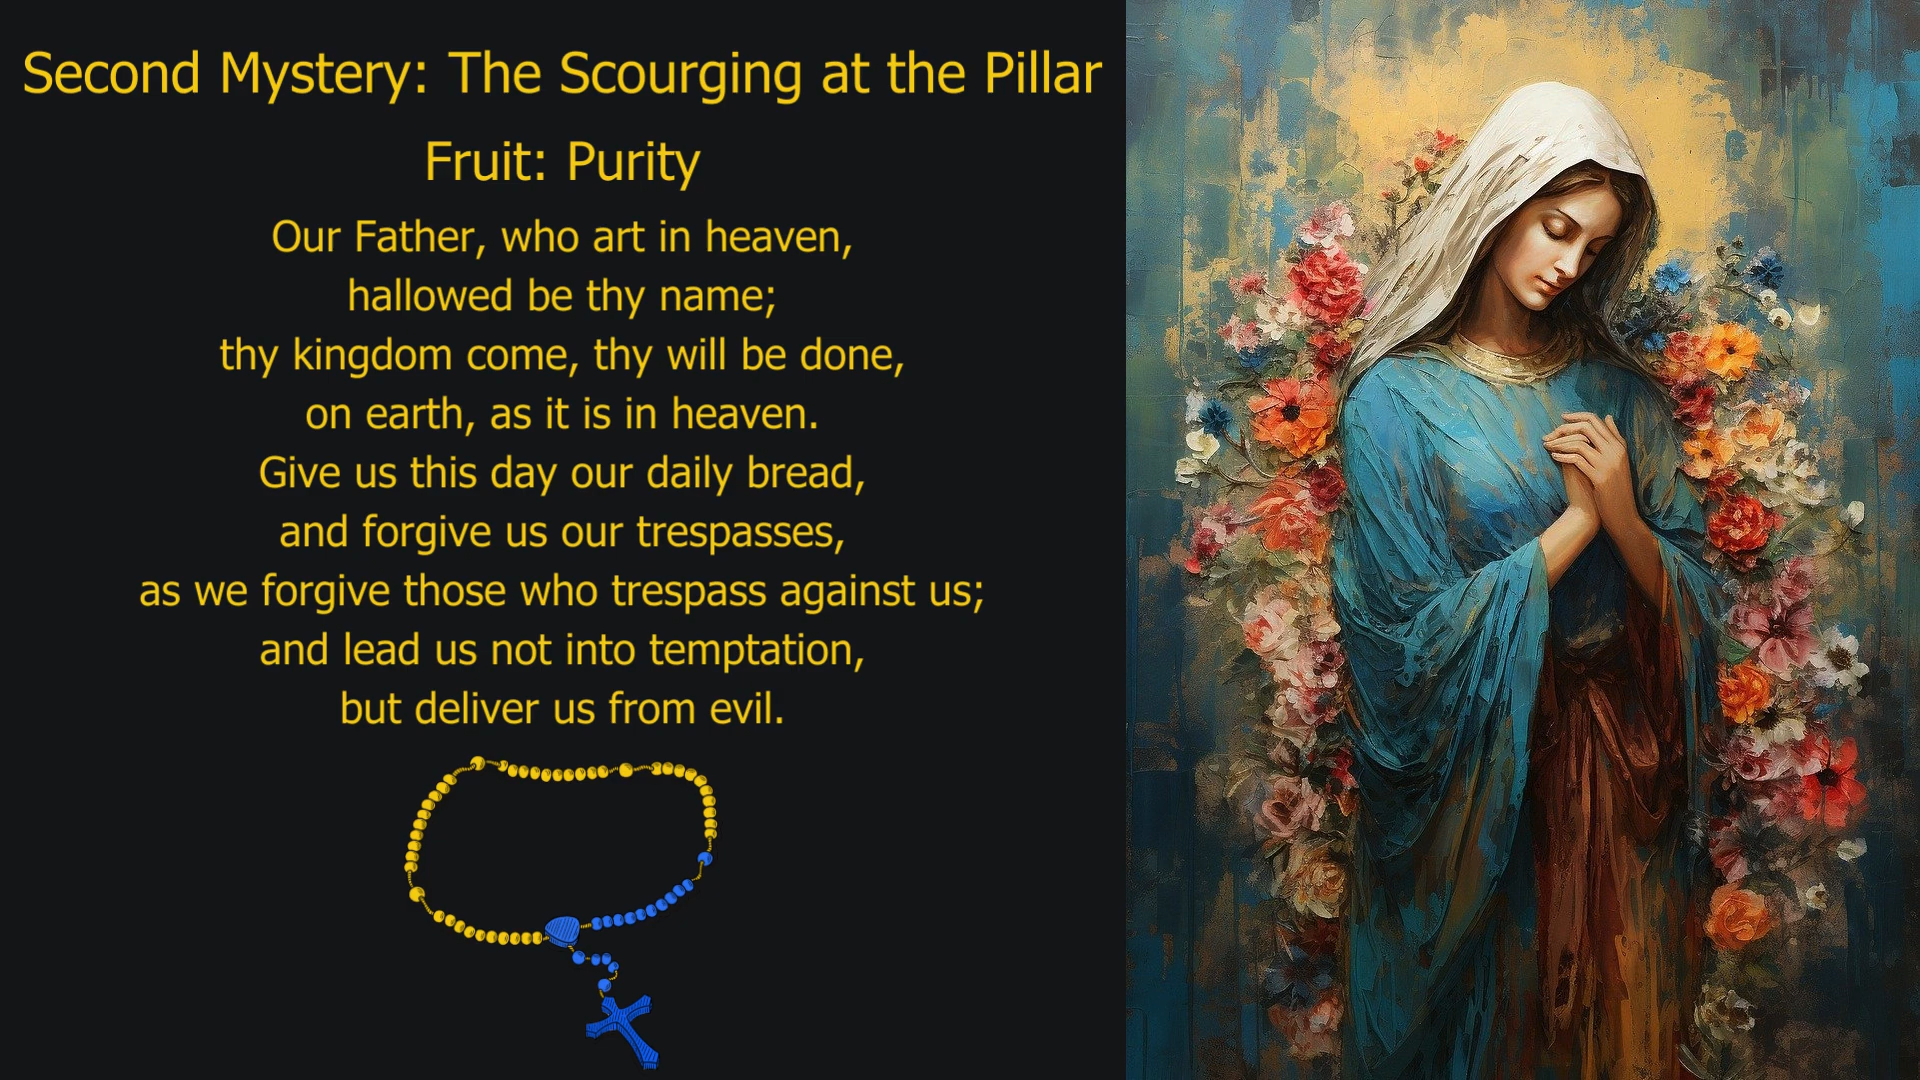 Second Mystery: The Scourging at the Pillar
Fruit: Purity
Our Father, who art in heaven,
hallowed be thy name;
thy kingdom come, thy will be done,
on earth, as it is in heaven.
Give us this day our daily bread,
and forgive us our trespasses,
as we forgive those who trespass against us;
and lead us not into temptation,
but deliver us from evil.